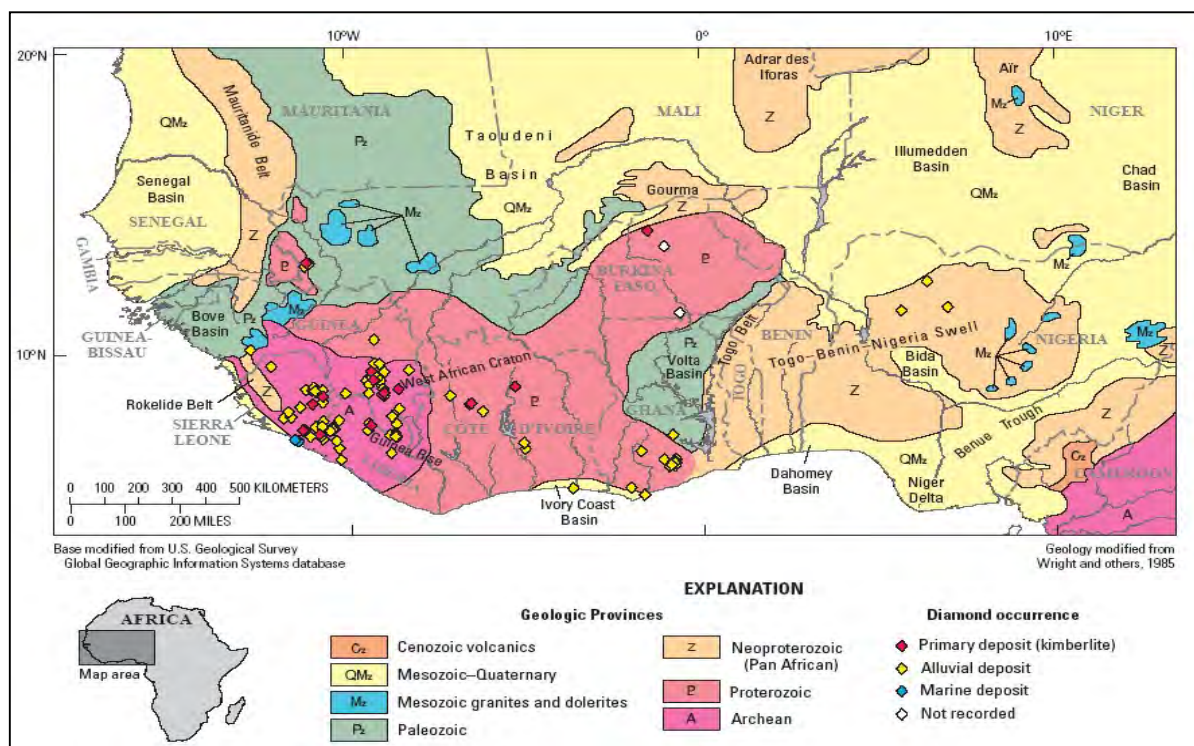 10°W
0°
10°E
20°N
10°N
Mauritanide Belt
QMz
MAURITANIA
Pz
Taoudeni
Basin
QMz
MALI
Adrar des
Iforas
Z
Aïr
Mz
Z
NIGER
Illumedden
Basin
QMz
Chad
Basin
Senegal
Basin
SENEGAL
Z
Mz
Gourma
Z
GAMBIA
P
BURKINA
FASO
P
Mz
GUINEA-
BISSAU
Bove
Basin
Pz
Mz
GUINEA
Pz
Volta
Basin
Togo Belt
BENIN
Togo–Benin–Nigeria Swell
NIGERIA
Mz
Bida
Basin
Mz
Z
Rokelide Belt
Z
West African Craton
SIERRA
LEONE
A
Guinea Rise
CÔTE
D'IVOIRE
P
GHANA
TOGO
Z
Benue Trough
Z
Cz
CAMEROON
A
QMz
Niger
Delta
Dahomey
Basin
Ivory Coast
Basin
0 100 200 300 400 500 KILOMETERS
0 100 200 MILES
Base modified from U.S. Geological Survey
Global Geographic Information Systems database
Geology modified from
Wright and others, 1985
AFRICA
Map area
EXPLANATION
Geologic Provinces
Cz Cenozoic volcanics
QMz Mesozoic–Quaternary
Mz Mesozoic granites and dolerites
Pz Paleozoic
Z Neoproterozoic
(Pan African)
P Proterozoic
A Archean
Diamond occurrence
Primary deposit (kimberlite)
Alluvial deposit
Marine deposit
Not recorded